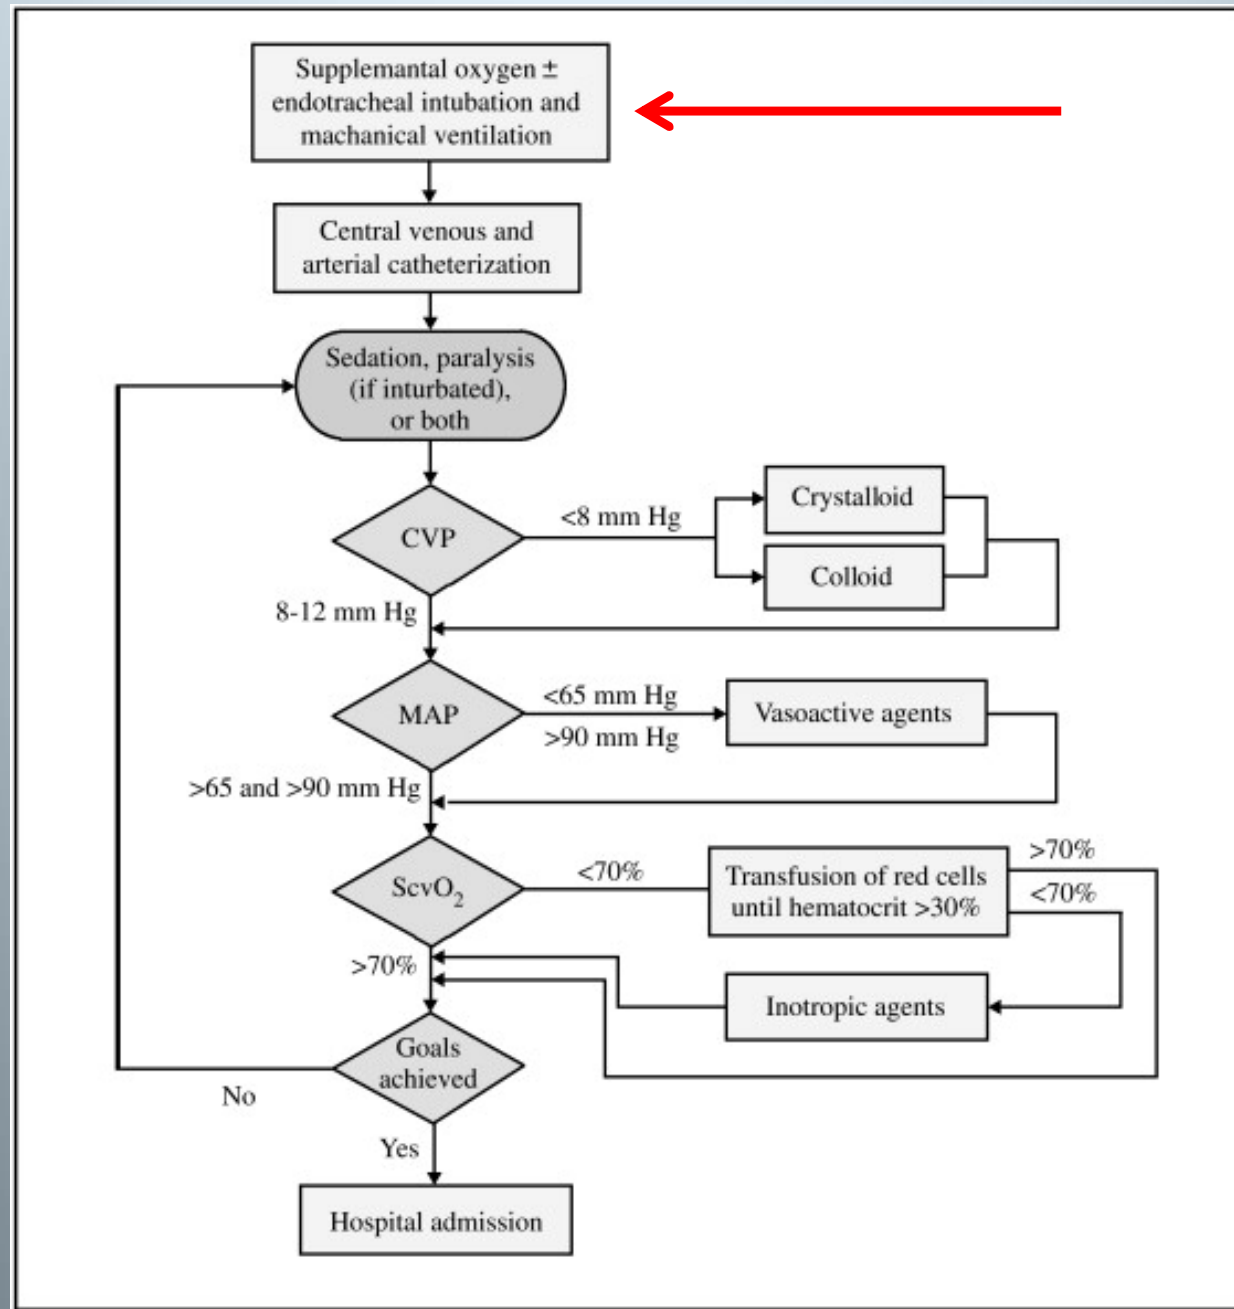 Supplemantal oxygen ±
endotracheal intubation and
machanical ventilation
Central venous and
arterial catheterization
Sedation, paralysis
(if inturbated),
or both
CVP
<8 mm Hg
Crystalloid
Colloid
8-12 mm Hg
MAP
<65 mm Hg
>90 mm Hg
Vasoactive agents
>65 and >90 mm Hg
ScvO₂
<70%
Transfusion of red cells
until hematocrit >30%
>70%
<70%
>70%
Inotropic agents
Goals
achieved
No
Yes
Hospital admission